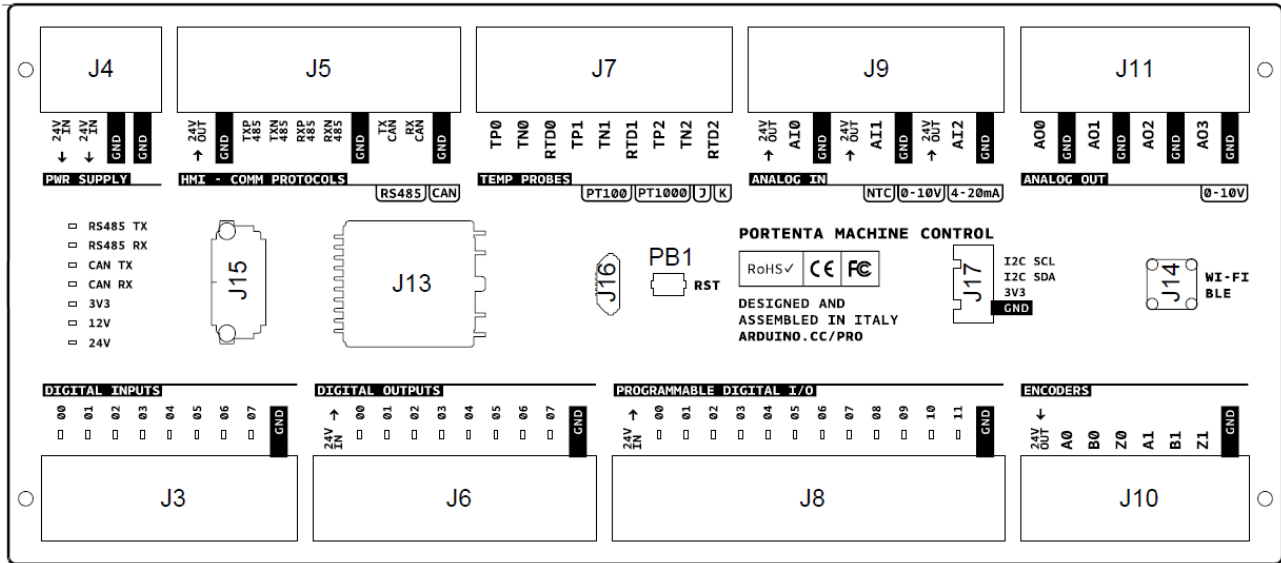 J4
J5
J7
J9
J11
24V IN
24V IN
GND
GND
24V OUT
GND
TXP 485
TXN 485
RXP 485
RXN 485
GND
TX CAN
RX CAN
GND
TP0
TN0
RTD0
TP1
TN1
RTD1
TP2
TN2
RTD2
24V OUT
AI0
GND
24V OUT
AI1
GND
24V OUT
AI2
GND
AO0
GND
AO1
GND
AO2
GND
AO3
GND
PWR SUPPLY
HMI - COMM PROTOCOLS
RS485 CAN
TEMP PROBES
PT100 PT1000 J K
ANALOG IN
NTC 0-10V 4-20mA
ANALOG OUT
0-10V
RS485 TX
RS485 RX
CAN TX
CAN RX
3V3
12V
24V
J15
J13
J16
PB1
RST
PORTENTA MACHINE CONTROL
RoHS✓ CE FC
DESIGNED AND
ASSEMBLED IN ITALY
ARDUINO.CC/PRO
J17
I2C SCL
I2C SDA
3V3
GND
J14
WI-FI
BLE
DIGITAL INPUTS
00 01 02 03 04 05 06 07 GND
DIGITAL OUTPUTS
24V IN 00 01 02 03 04 05 06 07 GND
PROGRAMMABLE DIGITAL I/O
24V IN 00 01 02 03 04 05 06 07 08 09 10 11 GND
ENCODERS
24V OUT A0 B0 Z0 A1 B1 Z1 GND
J3
J6
J8
J10